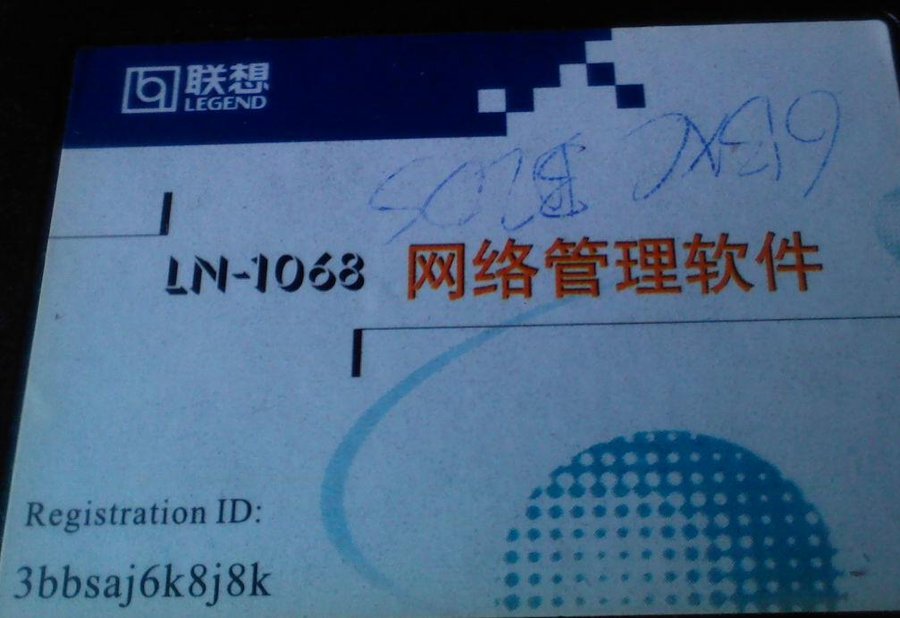 联想
LEGEND
LN-1068 网络管理软件
Registration ID:
3bbsaj6k8j8k